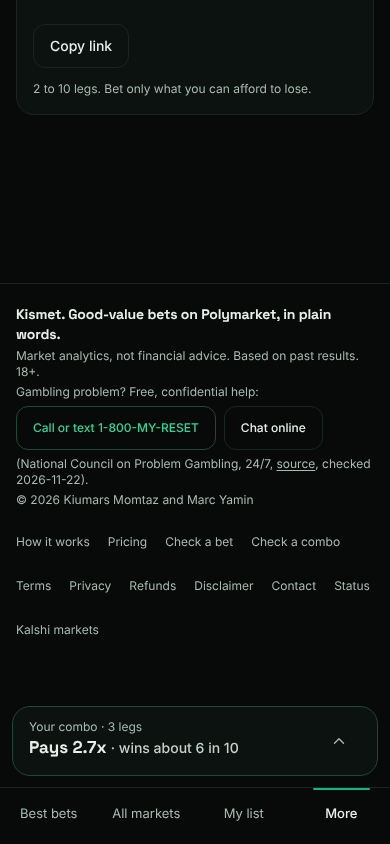 Copy link
2 to 10 legs. Bet only what you can afford to lose.
Kismet. Good-value bets on Polymarket, in plain
words.
Market analytics, not financial advice. Based on past results.
18+.
Gambling problem? Free, confidential help:
Call or text 1-800-MY-RESET
Chat online
(National Council on Problem Gambling, 24/7, source, checked
2026-11-22).
© 2026 Kiumars Momtaz and Marc Yamin
How it works Pricing Check a bet Check a combo
Terms Privacy Refunds Disclaimer Contact Status
Kalshi markets
Your combo · 3 legs
Pays 2.7x · wins about 6 in 10
Best bets All markets My list More